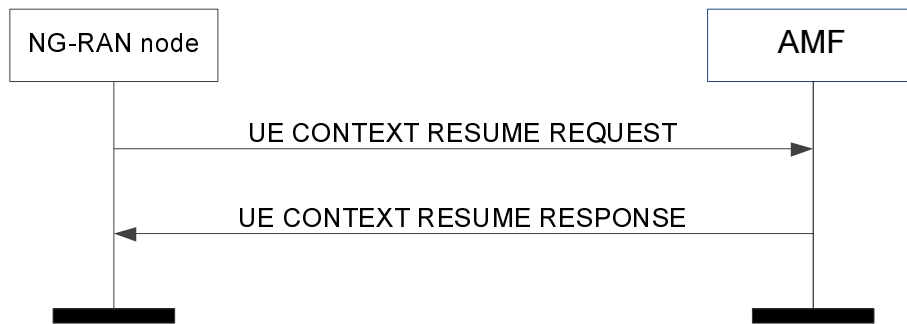 NG-RAN node
AMF
UE CONTEXT RESUME REQUEST
UE CONTEXT RESUME RESPONSE